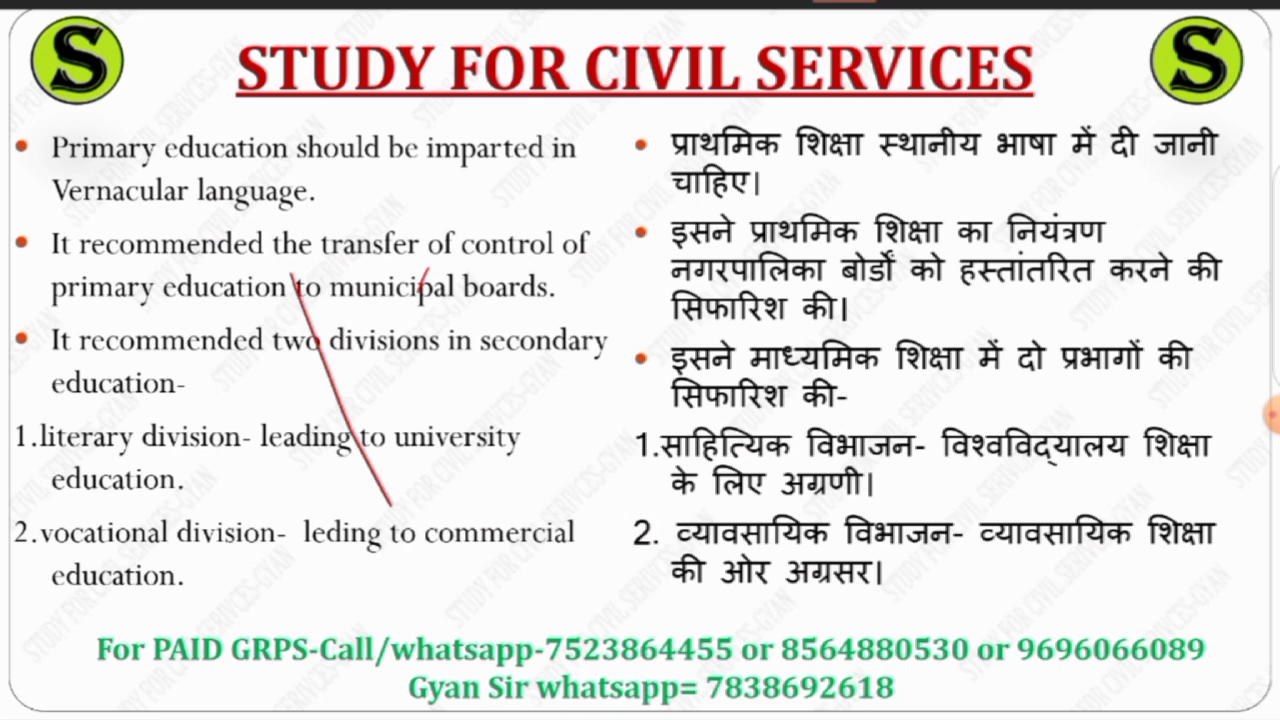 S
STUDY FOR CIVIL SERVICES
S
• Primary education should be imparted in
Vernacular language.
• It recommended the transfer of control of
primary education to municipal boards.
• It recommended two divisions in secondary
education-
1.literary division- leading to university
education.
2.vocational division- leding to commercial
education.
• प्राथमिक शिक्षा स्थानीय भाषा में दी जानी
चाहिए।
• इसने प्राथमिक शिक्षा का नियंत्रण
नगरपालिका बोर्डों को हस्तांतरित करने की
सिफारिश की।
• इसने माध्यमिक शिक्षा में दो प्रभागों की
सिफारिश की-
1.साहित्यिक विभाजन- विश्वविद्यालय शिक्षा
के लिए अग्रणी।
2. व्यावसायिक विभाजन- व्यावसायिक शिक्षा
की ओर अग्रसर।
For PAID GRPS-Call/whatsapp-7523864455 or 8564880530 or 9696066089
Gyan Sir whatsapp= 7838692618